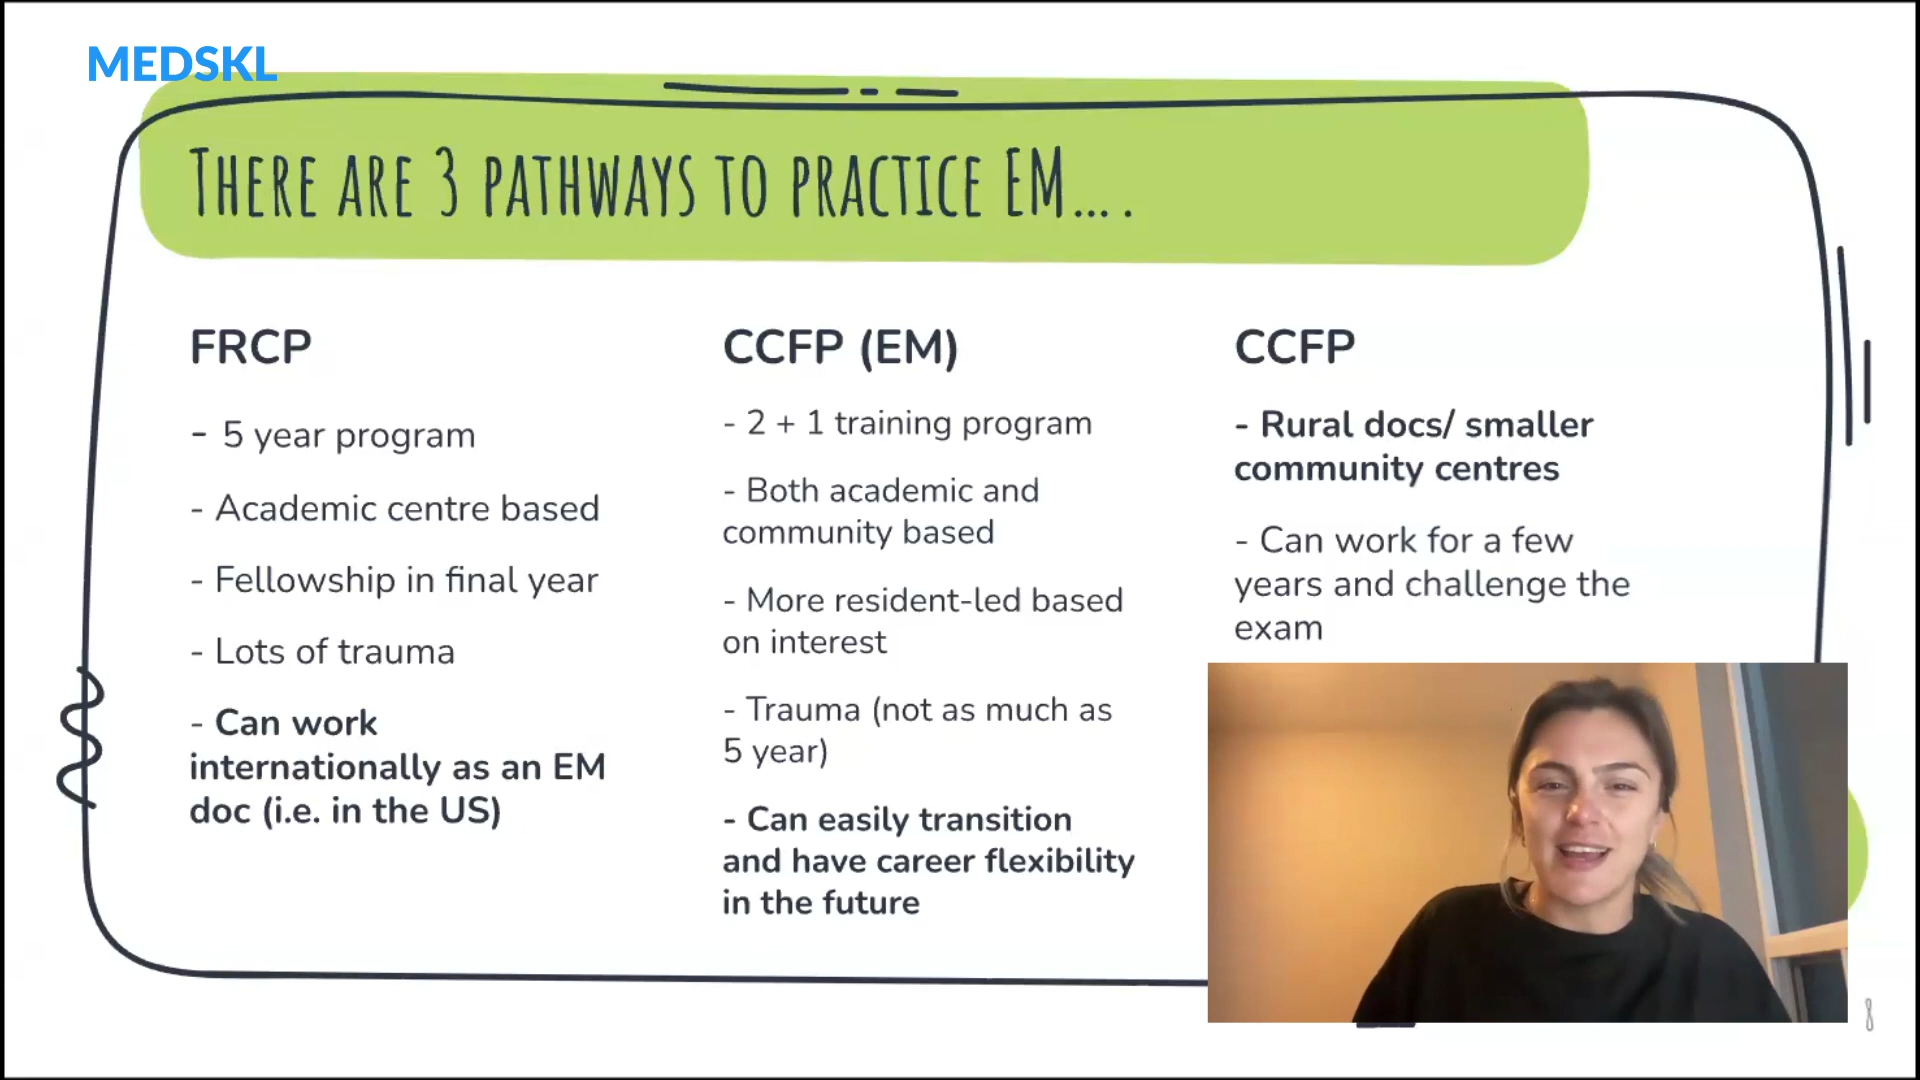 MEDSKL
THERE ARE 3 PATHWAYS TO PRACTICE EM....
FRCP
- 5 year program
- Academic centre based
- Fellowship in final year
- Lots of trauma
- Can work
internationally as an EM
doc (i.e. in the US)
CCFP (EM)
- 2 + 1 training program
- Both academic and
community based
- More resident-led based
on interest
- Trauma (not as much as
5 year)
- Can easily transition
and have career flexibility
in the future
CCFP
- Rural docs/ smaller
community centres
- Can work for a few
years and challenge the
exam
8